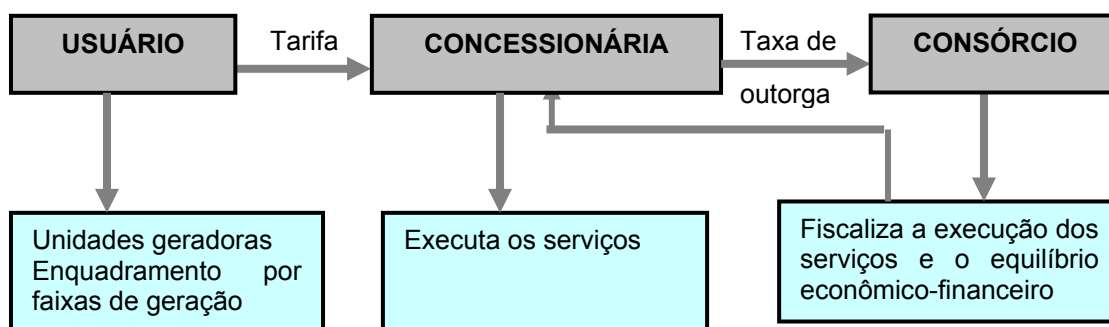 USUÁRIO
Tarifa
CONCESSIONÁRIA
Taxa de
outorga
CONSÓRCIO
Unidades geradoras
Enquadramento por
faixas de geração
Executa os serviços
Fiscaliza a execução dos
serviços e o equilíbrio
econômico-financeiro